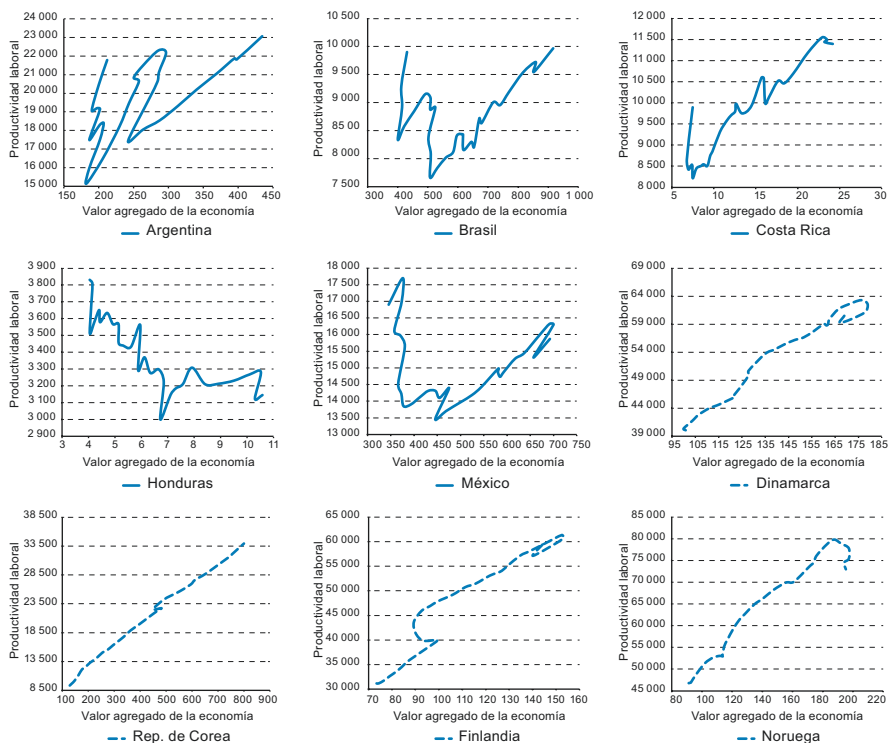 Productividad laboral
24 000
23 000
22 000
21 000
20 000
19 000
18 000
17 000
16 000
15 000
150 200 250 300 350 400 450
Valor agregado de la economía
Argentina
Productividad laboral
10 500
10 000
9 500
9 000
8 500
8 000
7 500
300 400 500 600 700 800 900 1 000
Valor agregado de la economía
Brasil
Productividad laboral
12 000
11 500
11 000
10 500
10 000
9 500
9 000
8 500
8 000
5 10 15 20 25 30
Valor agregado de la economía
Costa Rica
Productividad laboral
3 900
3 800
3 700
3 600
3 500
3 400
3 300
3 200
3 100
3 000
2 900
3 4 5 6 7 8 9 10 11
Valor agregado de la economía
Honduras
Productividad laboral
18 000
17 500
17 000
16 500
16 000
15 500
15 000
14 500
14 000
13 500
13 000
300 350 400 450 500 550 600 650 700 750
Valor agregado de la economía
México
Productividad laboral
69 000
64 000
59 000
54 000
49 000
44 000
39 000
95 105 115 125 135 145 155 165 175 185
Valor agregado de la economía
Dinamarca
Productividad laboral
38 500
33 500
28 500
23 500
18 500
13 500
8 500
100 200 300 400 500 600 700 800 900
Valor agregado de la economía
Rep. de Corea
Productividad laboral
65 000
60 000
55 000
50 000
45 000
40 000
35 000
30 000
70 80 90 100 110 120 130 140 150 160
Valor agregado de la economía
Finlandia
Productividad laboral
85 000
80 000
75 000
70 000
65 000
60 000
55 000
50 000
45 000
80 100 120 140 160 180 200 220
Valor agregado de la economía
Noruega